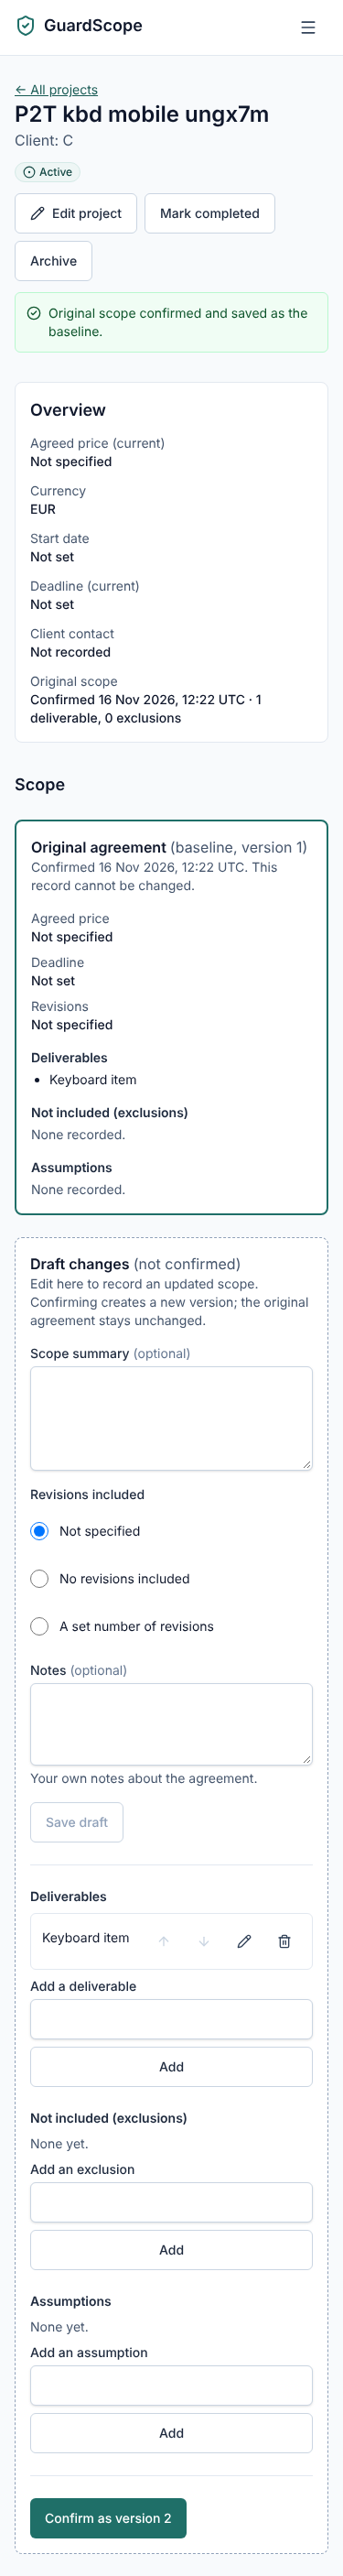 GuardScope
← All projects
P2T kbd mobile ungx7m
Client: C
Active
Edit project
Mark completed
Archive
Original scope confirmed and saved as the
baseline.
Overview
Agreed price (current)
Not specified
Currency
EUR
Start date
Not set
Deadline (current)
Not set
Client contact
Not recorded
Original scope
Confirmed 16 Nov 2026, 12:22 UTC · 1
deliverable, 0 exclusions
Scope
Original agreement (baseline, version 1)
Confirmed 16 Nov 2026, 12:22 UTC. This
record cannot be changed.
Agreed price
Not specified
Deadline
Not set
Revisions
Not specified
Deliverables
• Keyboard item
Not included (exclusions)
None recorded.
Assumptions
None recorded.
Draft changes (not confirmed)
Edit here to record an updated scope.
Confirming creates a new version; the original
agreement stays unchanged.
Scope summary (optional)
Revisions included
Not specified
No revisions included
A set number of revisions
Notes (optional)
Your own notes about the agreement.
Save draft
Deliverables
Keyboard item
Add a deliverable
Add
Not included (exclusions)
None yet.
Add an exclusion
Add
Assumptions
None yet.
Add an assumption
Add
Confirm as version 2